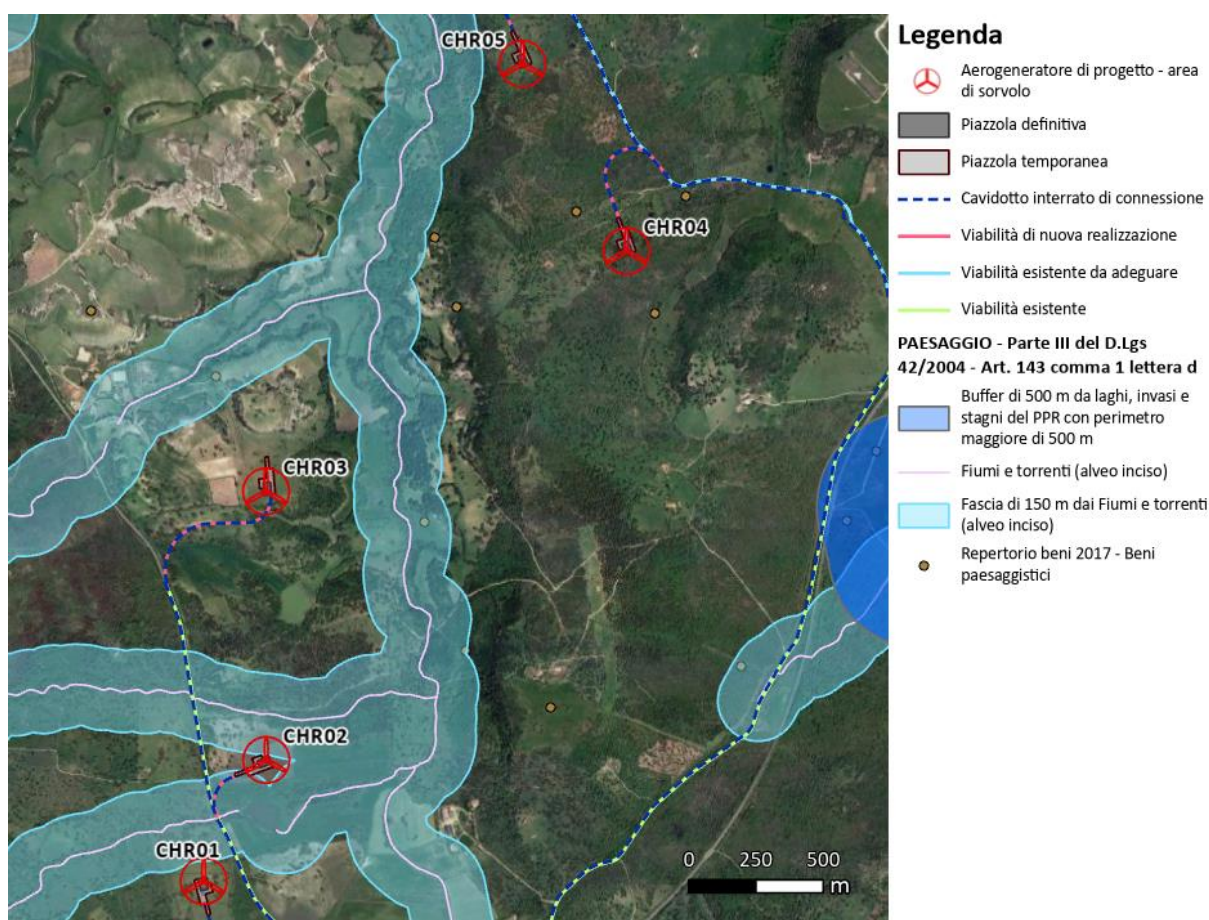 CHR05
CHR04
CHR03
CHR02
CHR01
0 250 500
m
Legenda
Aerogeneratore di progetto - area
di sorvolo
Piazzola definitiva
Piazzola temporanea
Cavidotto interrato di connessione
Viabilità di nuova realizzazione
Viabilità esistente da adeguare
Viabilità esistente
PAESAGGIO - Parte III del D.Lgs
42/2004 - Art. 143 comma 1 lettera d
Buffer di 500 m da laghi, invasi e
stagni del PPR con perimetro
maggiore di 500 m
Fiumi e torrenti (alveo inciso)
Fascia di 150 m dai Fiumi e torrenti
(alveo inciso)
Repertorio beni 2017 - Beni
paesaggistici